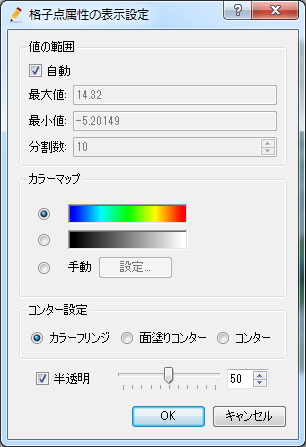 格子点属性の表示設定
値の範囲
自動
最大値: 14.32
最小値: -5.20149
分割数: 10
カラーマップ
手動 設定...
コンター設定
カラーフリンジ 面塗りコンター コンター
半透明 50
OK キャンセル